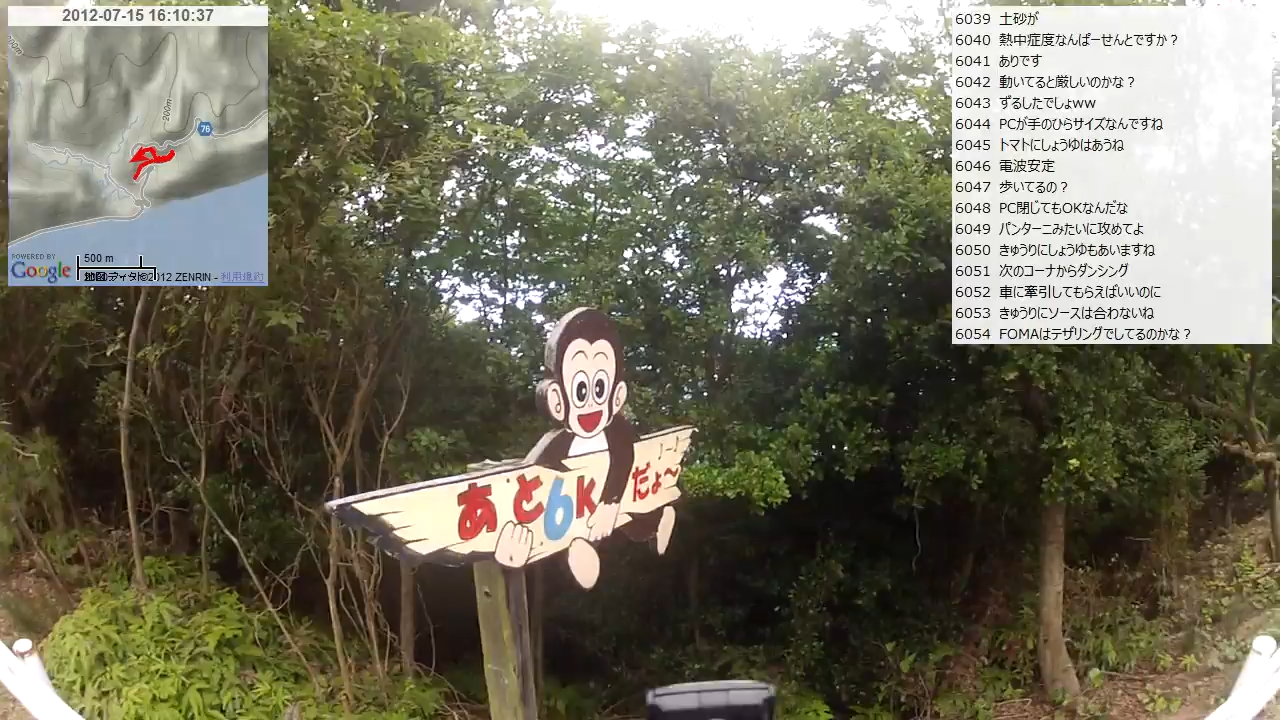 2012-07-15 16:10:37
200m
76
POWERED BY
Google
500 m
2012 ZENRIN - 利用規約
6039 土砂が
6040 熱中症度なんぱーせんとですか？
6041 ありです
6042 動いてると厳しいのかな？
6043 ずるしたでしょww
6044 PCが手のひらサイズなんですね
6045 トマトにしょうゆはあうね
6046 電波安定
6047 歩いてるの？
6048 PC閉じてもOKなんだな
6049 パンターニみたいに攻めてよ
6050 きゅうりにしょうゆもあいますね
6051 次のコーナからダンシング
6052 車に牽引してもらえばいいのに
6053 きゅうりにソースは合わないね
6054 FOMAはテザリングでしてるのかな？
あと6K だょ～